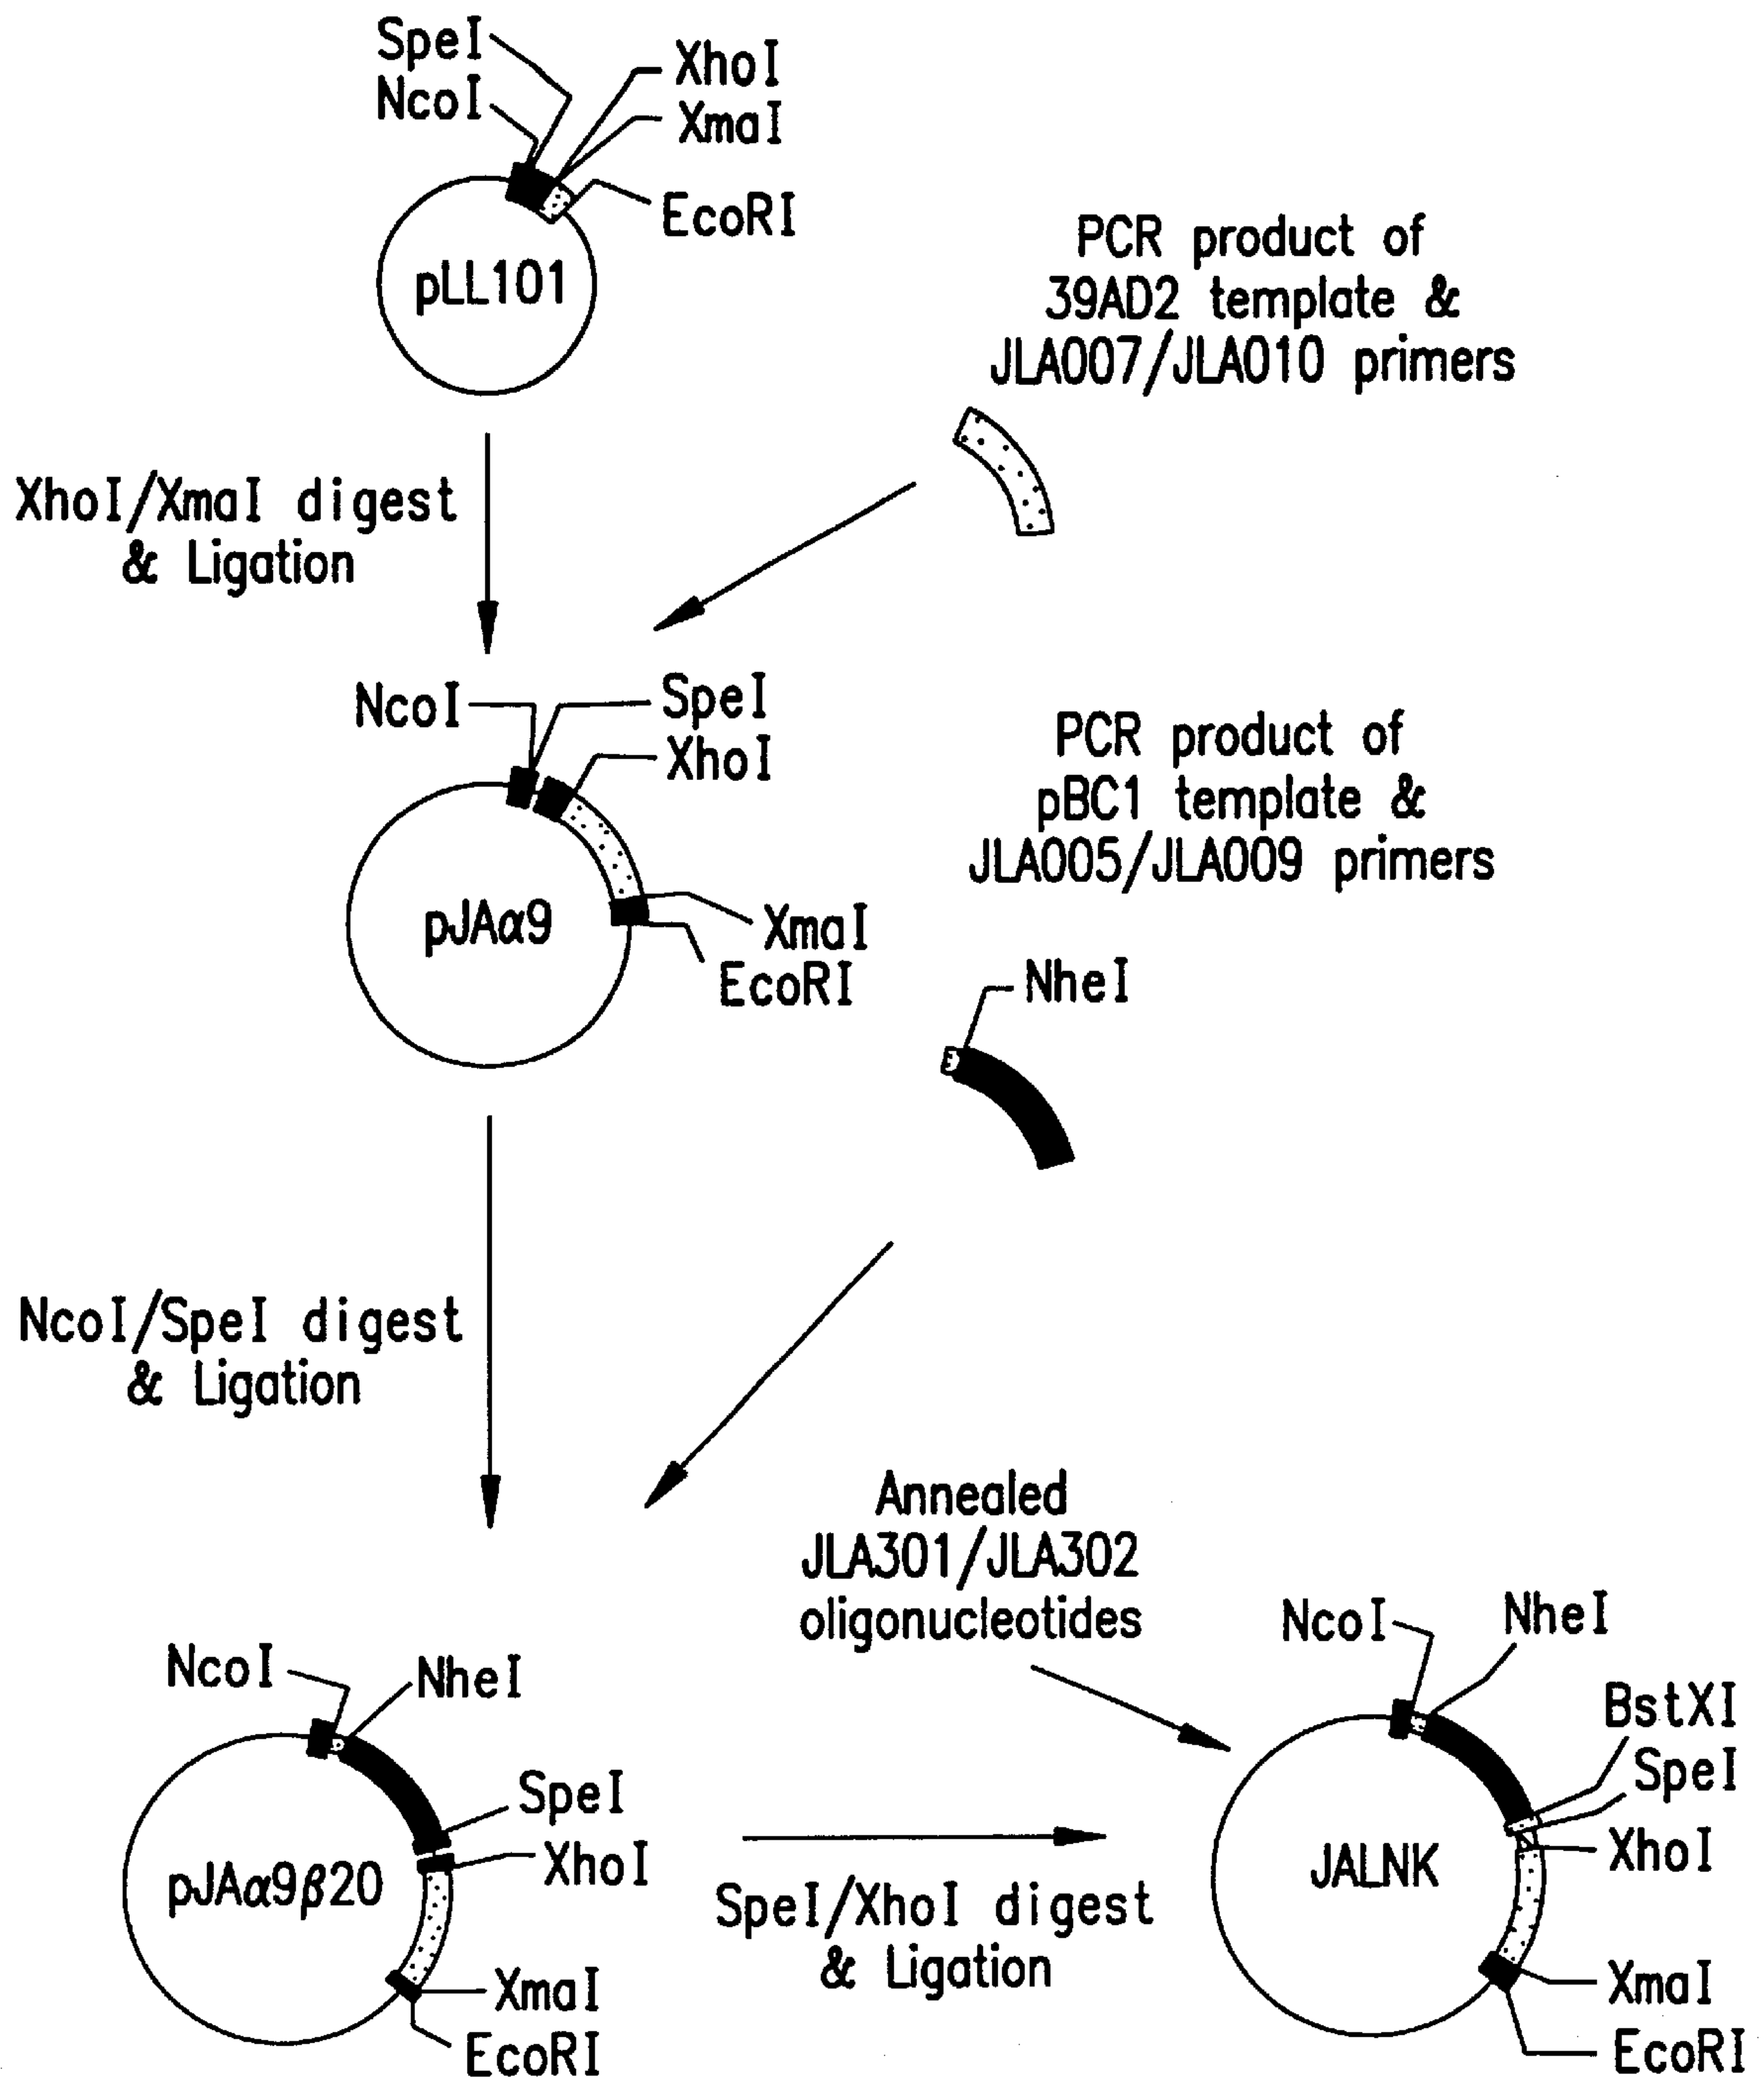 SpeI
NcoI
XhoI
XmaI
EcoRI
pLL101
PCR product of
39AD2 template &
JLA007/JLA010 primers
XhoI/XmaI digest
& Ligation
NcoI
SpeI
XhoI
pJAα9
XmaI
EcoRI
PCR product of
pBC1 template &
JLA005/JLA009 primers
NheI
NcoI/SpeI digest
& Ligation
Annealed
JLA301/JLA302
oligonucleotides
NcoI
NheI
SpeI
XhoI
pJAα9β20
XmaI
EcoRI
SpeI/XhoI digest
& Ligation
NcoI
NheI
BstXI
SpeI
XhoI
JALNK
XmaI
EcoRI